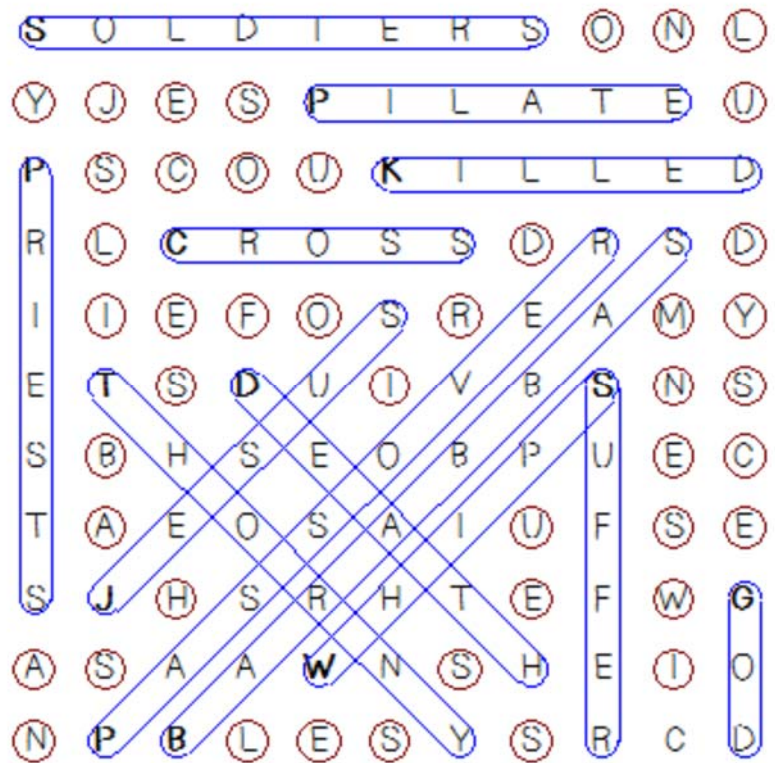 S O L D I E R S O N L
Y J E S P I L A T E U
P S C O U K I L L E D
R L C R O S S D R S D
I I E F O S R E A M Y
E T S D U I V B S N S
S B H S E O B P U E C
T A E O S A I U F S E
S J H S R H T E F W G
A S A A W N S H E I O
N P B L E S Y S R C D